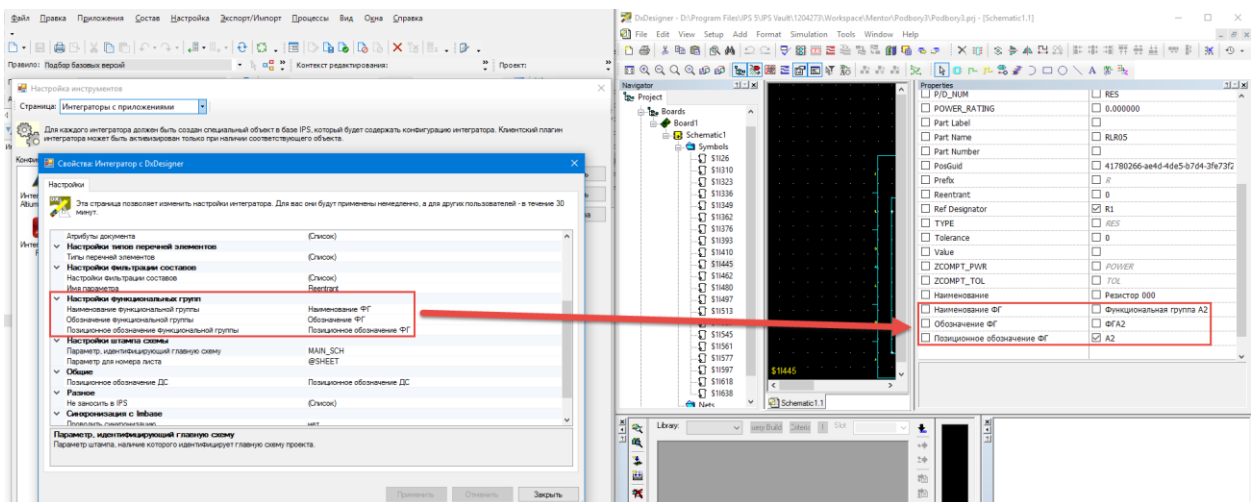 Файл Правка Приложения Состав Настройка Экспорт/Импорт Процессы Вид Окна Справка
Правило: Подбор базовых версий
Контекст редактирования:
Проект:
Настройка инструментов
Страница: Интеграторы с приложениями
Для каждого интегратора должен быть создан специальный объект в базе IPS, который будет содержать конфигурацию интегратора. Клиентский плагин
интегратора может быть активизирован только при наличии соответствующего объекта.
Свойства: Интегратор с DxDesigner
Настройки
Эта страница позволяет изменить настройки интегратора. Для вас они будут применены немедленно, а для других пользователей - в течение 30
минут.
Атрибуты документа (Список)
Настройки типов перечней элементов
Типы перечней элементов (Список)
Настройки фильтрации составов
Настройки фильтрации составов (Список)
Имя параметра Reentrant
Настройки функциональных групп
Наименование функциональной группы Наименование ФГ
Обозначение функциональной группы Обозначение ФГ
Позиционное обозначение функциональной группы Позиционное обозначение ФГ
Настройки штампа схемы
Параметр, идентифицирующий главную схему MAIN_SCH
Параметр для номера листа @SHEET
Общие
Позиционное обозначение ДС Позиционное обозначение ДС
Разное
Не заносить в IPS (Список)
Синхронизация с Imbase
Проводить синхронизацию нет
Параметр, идентифицирующий главную схему
Параметр штампа, наличие которого идентифицирует главную схему проекта.
Применить Отменить Закрыть
DxDesigner - D:\Program Files\IPS 5\IPS Vault\1204273\Workspace\Mentor\Podbory3\Podbory3.prj - [Schematic1.1]
File Edit View Setup Add Format Simulation Tools Window Help
Navigator
Project
Boards
Board1
Schematic1
Symbols
$1I26
$1I310
$1I323
$1I336
$1I349
$1I362
$1I376
$1I393
$1I410
$1I445
$1I462
$1I480
$1I497
$1I513
$1I545
$1I561
$1I577
$1I597
$1I618
$1I638
Nets
$1I445
Schematic1.1
Properties
P/D_NUM RES
POWER_RATING 0.000000
Part Label
Part Name RLR05
Part Number
PosGuid 41780266-ae4d-4de5-b7d4-3fe73f2
Prefix R
Reentrant 0
Ref Designator R1
TYPE RES
Tolerance 0
Value
ZCOMPT_PWR POWER
ZCOMPT_TOL TOL
Наименование Резистор 000
Наименование ФГ Функциональная группа A2
Обозначение ФГ ФГА2
Позиционное обозначение ФГ A2
Library:
Slot